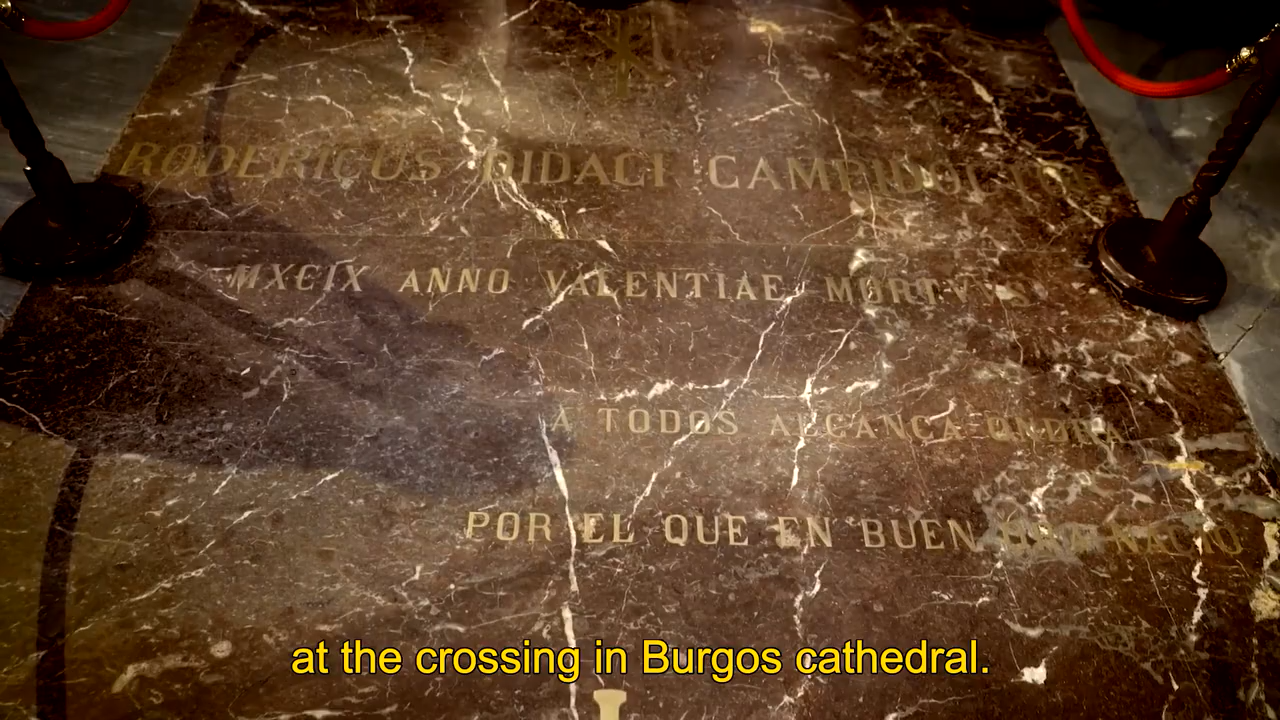 RODERICUS DIDACI CAMPIDOCTOR
MXCIX ANNO VALENTIAE MORTVVS
A TODOS ALCANÇA ONDRA
POR EL QUE EN BUEN ORA NACIO
at the crossing in Burgos cathedral.